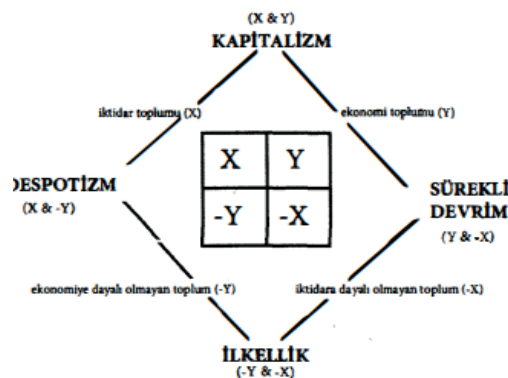 (X & Y)
KAPİTALİZM
iktidar toplumu (X)
ekonomi toplumu (Y)
X Y
-Y -X
DESPOTİZM
(X & -Y)
SÜREKLİ
DEVRİM
(Y & -X)
ekonomiye dayalı olmayan toplum (-Y)
iktidara dayalı olmayan toplum (-X)
İLKELLİK
(-Y & -X)